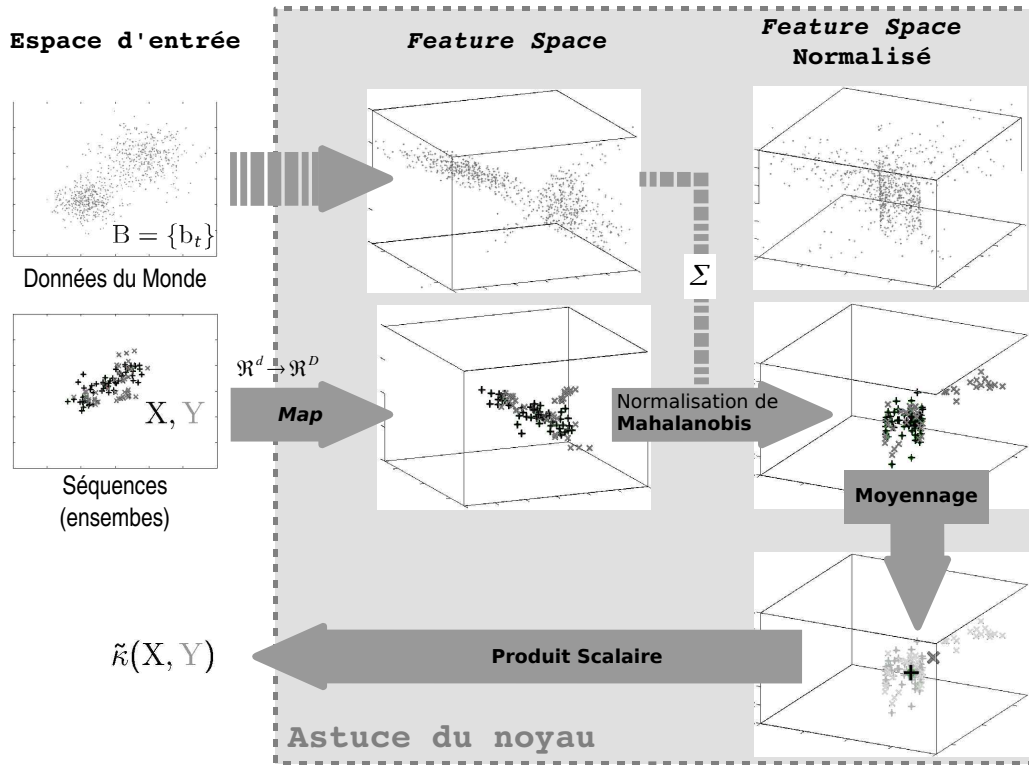 Espace d'entrée
Feature Space
Feature Space
Normalisé
B = {b_t}
Données du Monde
Σ
ℜ^d → ℜ^D
X, Y
Map
Normalisation de
Mahalanobis
Séquences
(ensembes)
Moyennage
κ̃(X, Y)
Produit Scalaire
Astuce du noyau